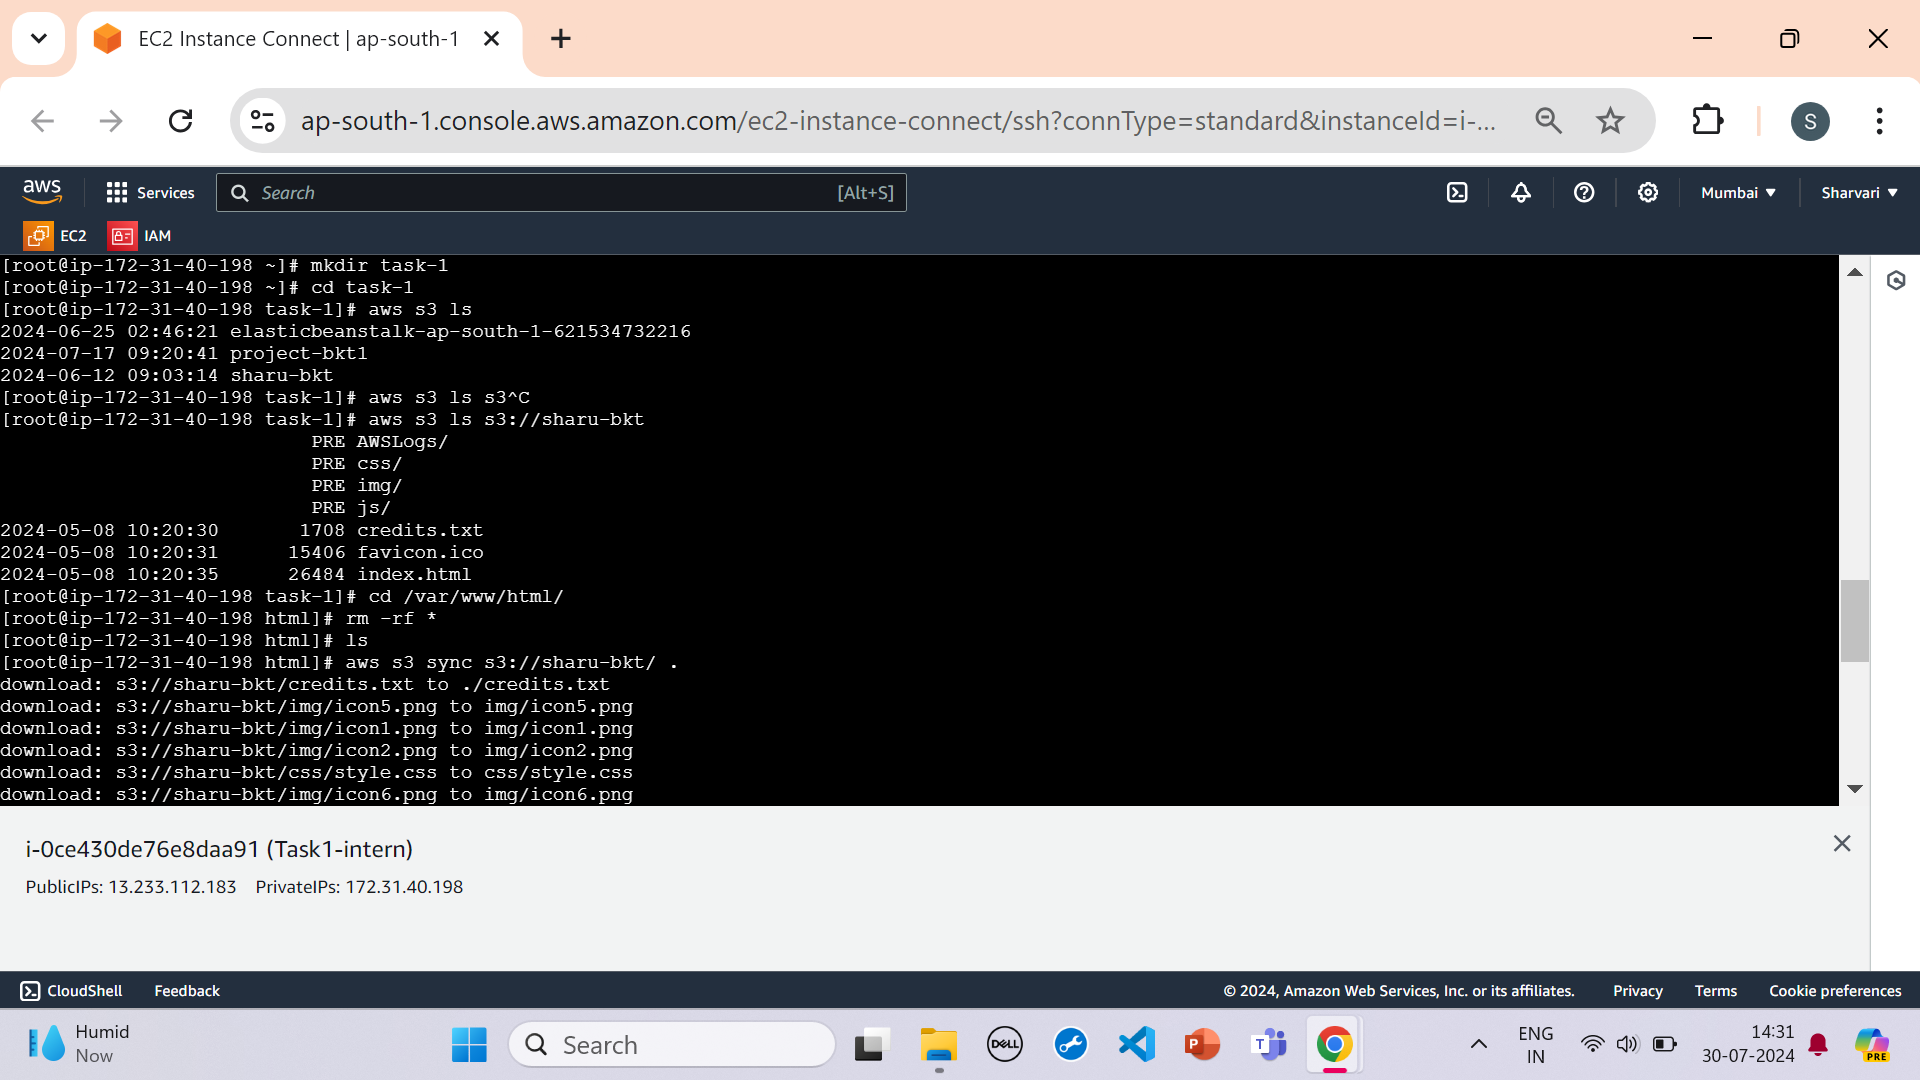 EC2 Instance Connect | ap-south-1
ap-south-1.console.aws.amazon.com/ec2-instance-connect/ssh?connType=standard&instanceId=i-...
S
aws
Services
Search
[Alt+S]
Mumbai
Sharvari
EC2
IAM
[root@ip-172-31-40-198 ~]# mkdir task-1
[root@ip-172-31-40-198 ~]# cd task-1
[root@ip-172-31-40-198 task-1]# aws s3 ls
2024-06-25 02:46:21 elasticbeanstalk-ap-south-1-621534732216
2024-07-17 09:20:41 project-bkt1
2024-06-12 09:03:14 sharu-bkt
[root@ip-172-31-40-198 task-1]# aws s3 ls s3^C
[root@ip-172-31-40-198 task-1]# aws s3 ls s3://sharu-bkt
PRE AWSLogs/
PRE css/
PRE img/
PRE js/
2024-05-08 10:20:30 1708 credits.txt
2024-05-08 10:20:31 15406 favicon.ico
2024-05-08 10:20:35 26484 index.html
[root@ip-172-31-40-198 task-1]# cd /var/www/html/
[root@ip-172-31-40-198 html]# rm -rf *
[root@ip-172-31-40-198 html]# ls
[root@ip-172-31-40-198 html]# aws s3 sync s3://sharu-bkt/ .
download: s3://sharu-bkt/credits.txt to ./credits.txt
download: s3://sharu-bkt/img/icon5.png to img/icon5.png
download: s3://sharu-bkt/img/icon1.png to img/icon1.png
download: s3://sharu-bkt/img/icon2.png to img/icon2.png
download: s3://sharu-bkt/css/style.css to css/style.css
download: s3://sharu-bkt/img/icon6.png to img/icon6.png
i-0ce430de76e8daa91 (Task1-intern)
PublicIPs: 13.233.112.183 PrivateIPs: 172.31.40.198
CloudShell
Feedback
© 2024, Amazon Web Services, Inc. or its affiliates.
Privacy
Terms
Cookie preferences
Humid
Now
Search
DELL
P
T
ENG
IN
14:31
30-07-2024
PRE